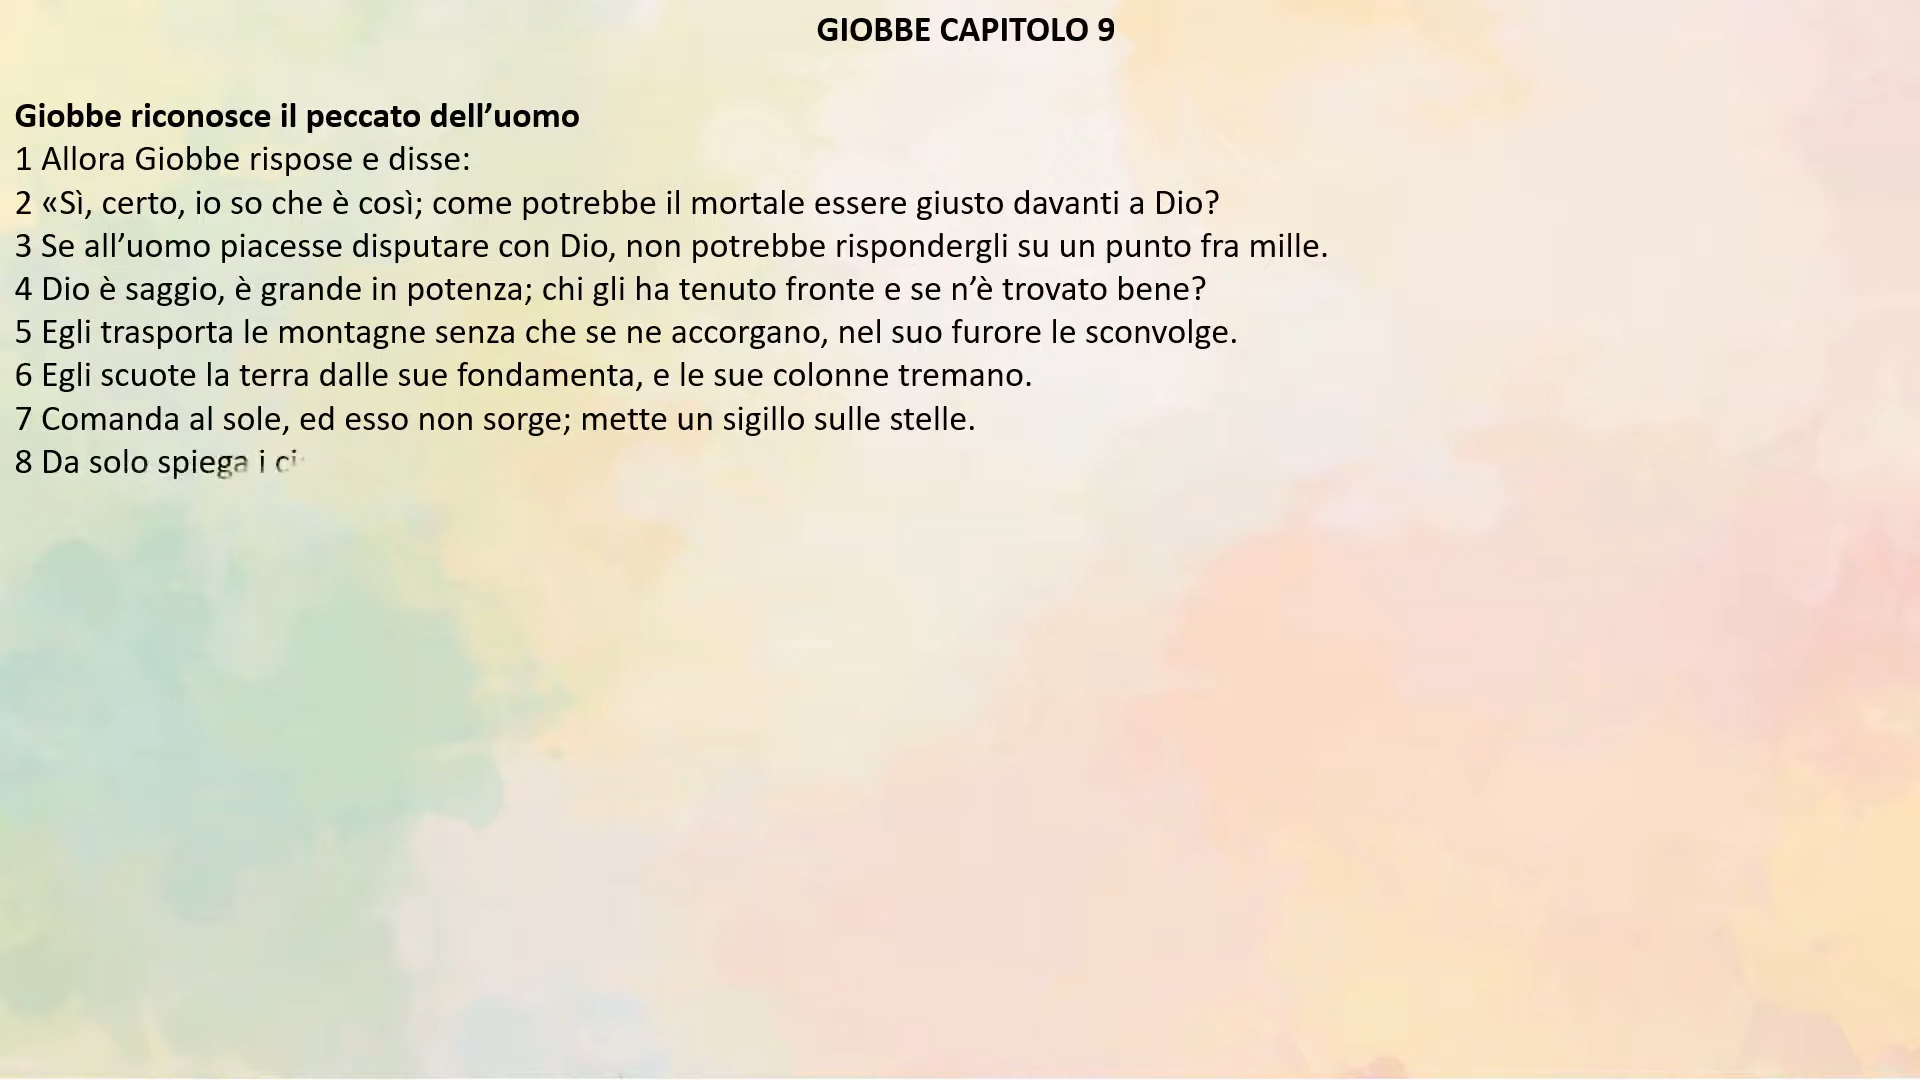 GIOBBE CAPITOLO 9
Giobbe riconosce il peccato dell’uomo
1 Allora Giobbe rispose e disse:
2 «Sì, certo, io so che è così; come potrebbe il mortale essere giusto davanti a Dio?
3 Se all’uomo piacesse disputare con Dio, non potrebbe rispondergli su un punto fra mille.
4 Dio è saggio, è grande in potenza; chi gli ha tenuto fronte e se n’è trovato bene?
5 Egli trasporta le montagne senza che se ne accorgano, nel suo furore le sconvolge.
6 Egli scuote la terra dalle sue fondamenta, e le sue colonne tremano.
7 Comanda al sole, ed esso non sorge; mette un sigillo sulle stelle.
8 Da solo spiega i